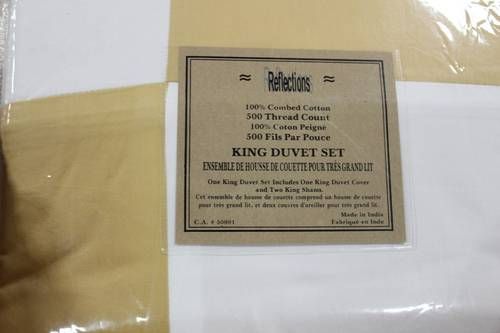 ≈ Reflections ≈
100% Combed Cotton
500 Thread Count
100% Coton Peigné
500 Fils Par Pouce
KING DUVET SET
ENSEMBLE DE HOUSSE DE COUETTE POUR TRÈS GRAND LIT
One King Duvet Set Includes One King Duvet Cover
and Two King Shams.
Cet ensemble de housse de couette comprend un housse de couette
pour très grand lit, et deux couvres d'oreiller pour très grand lit.
Made in India
C.A. # 50001 Fabriqué en Inde